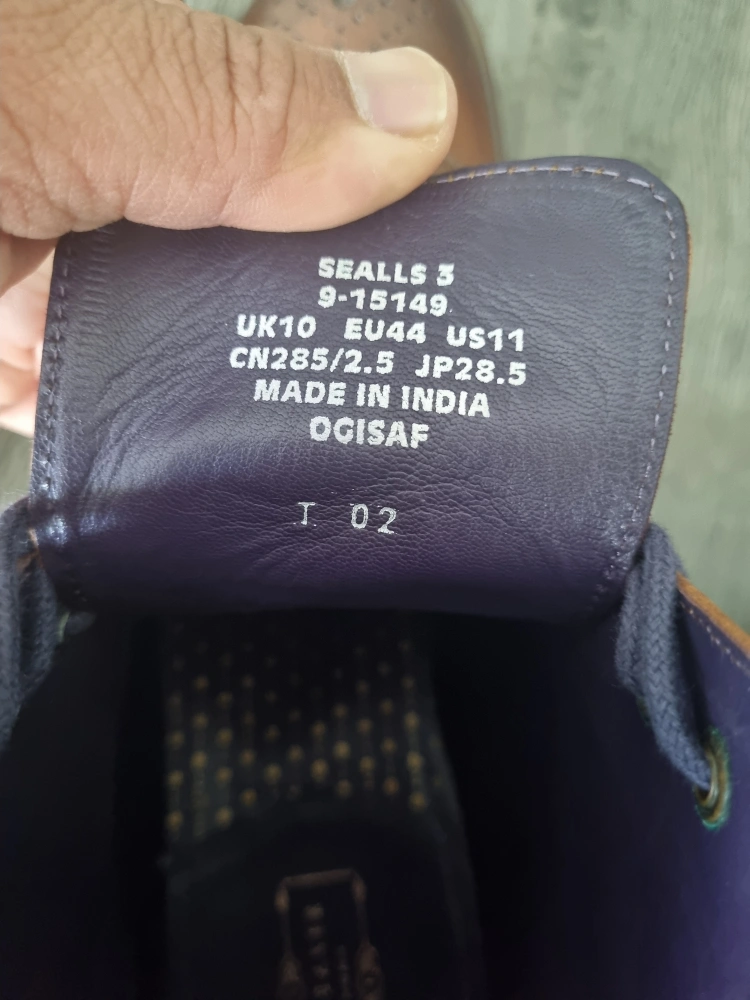 SEALLS 3
9-15149
UK10 EU44 US11
CN285/2.5 JP28.5
MADE IN INDIA
OGISAF
T 02